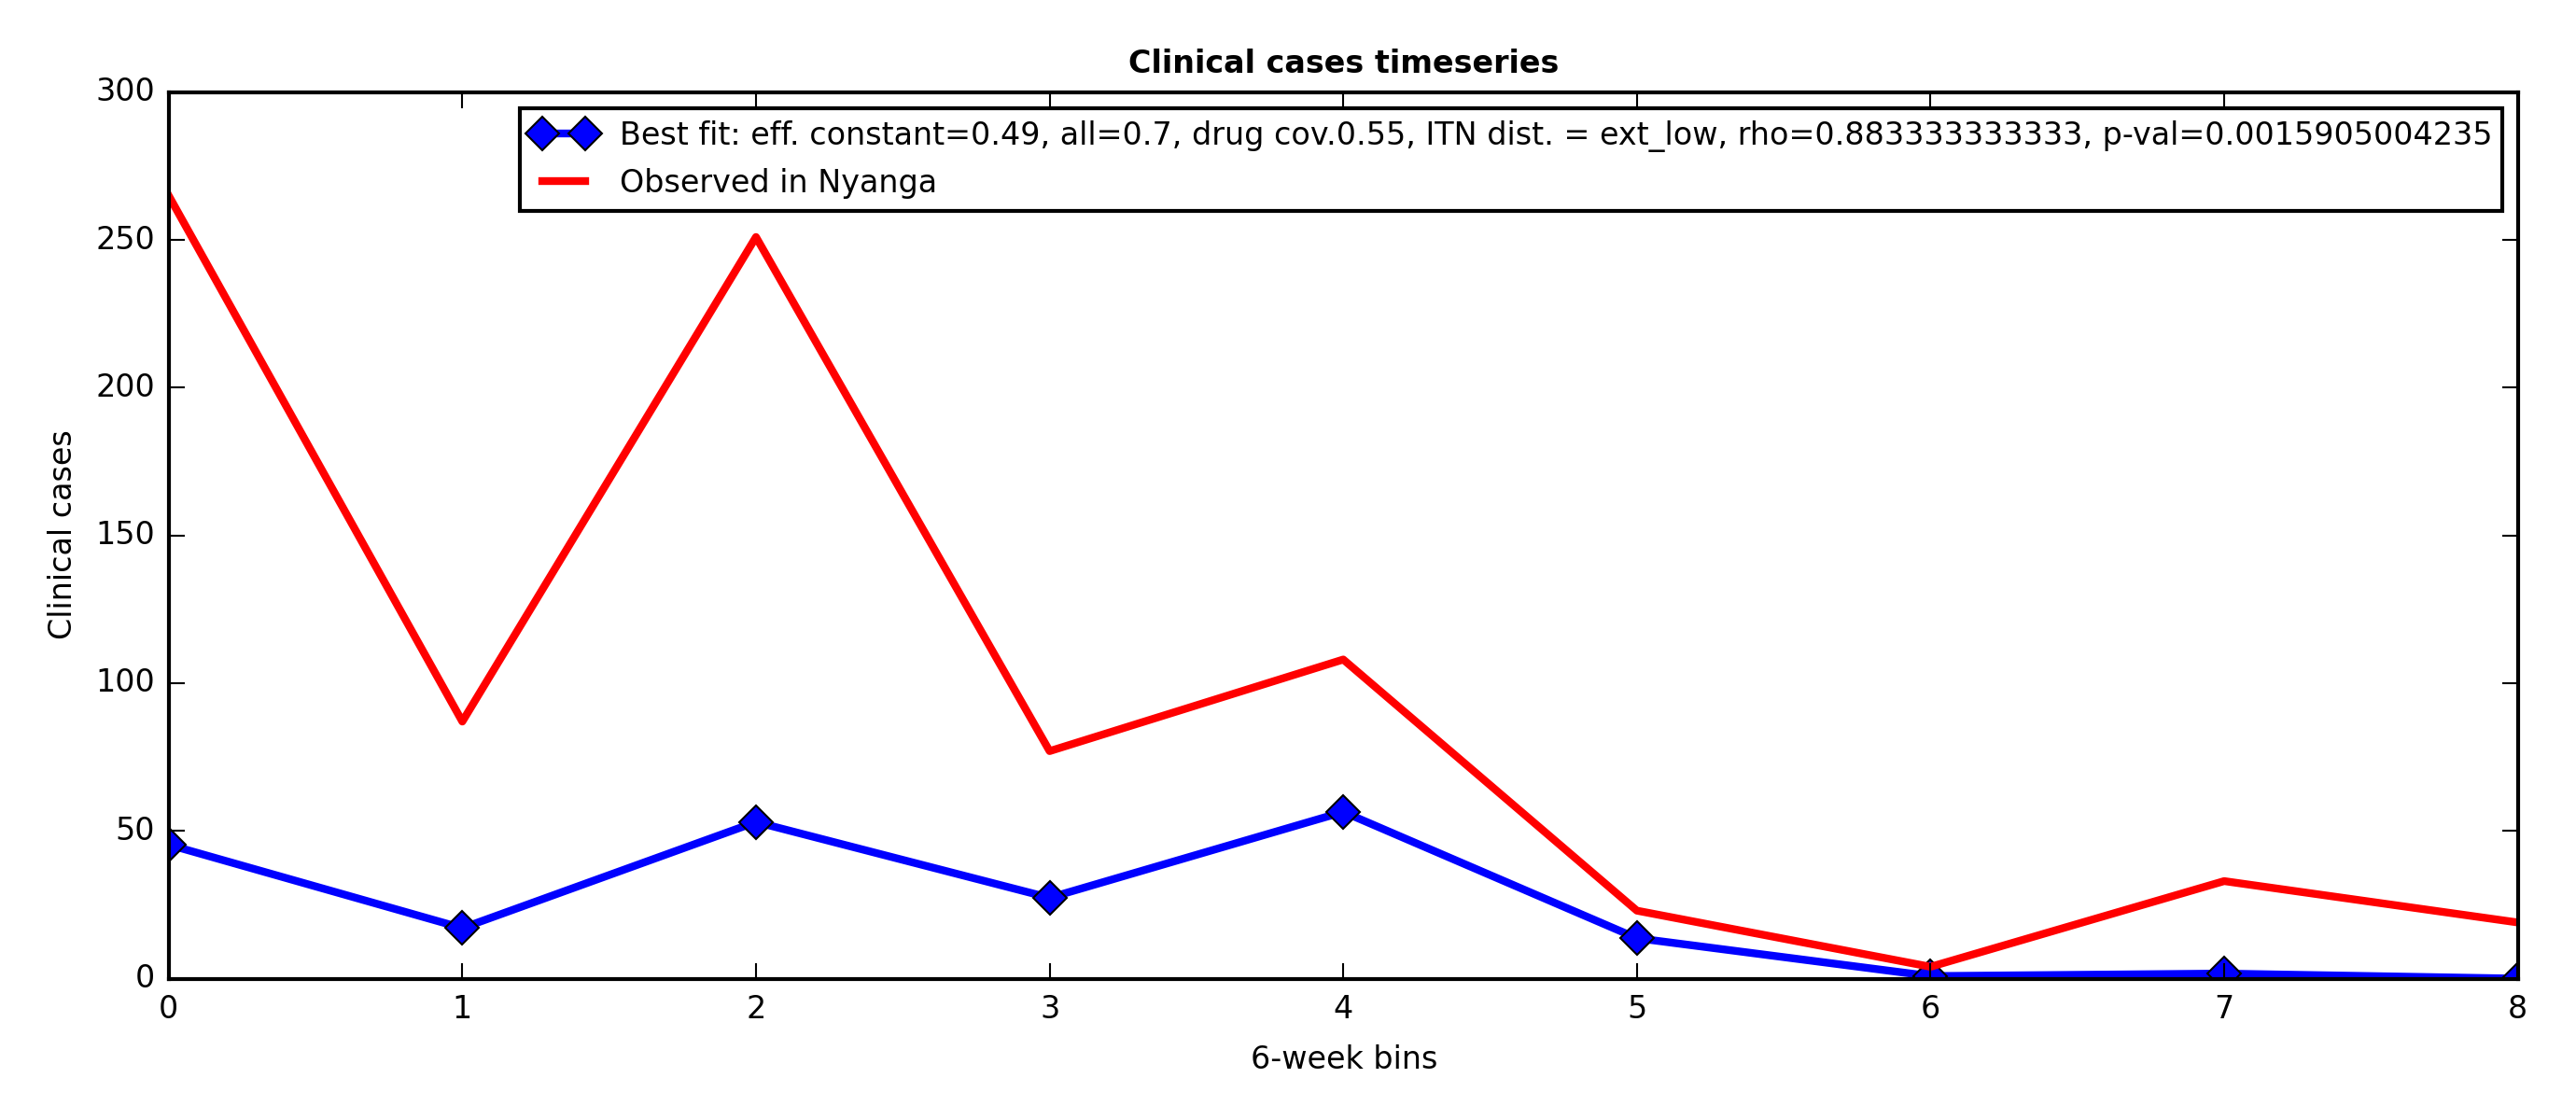 Clinical cases timeseries
Best fit: eff. constant=0.49, all=0.7, drug cov.0.55, ITN dist. = ext_low, rho=0.883333333333, p-val=0.0015905004235
Observed in Nyanga
300
250
200
150
100
50
0
Clinical cases
0 1 2 3 4 5 6 7 8
6-week bins